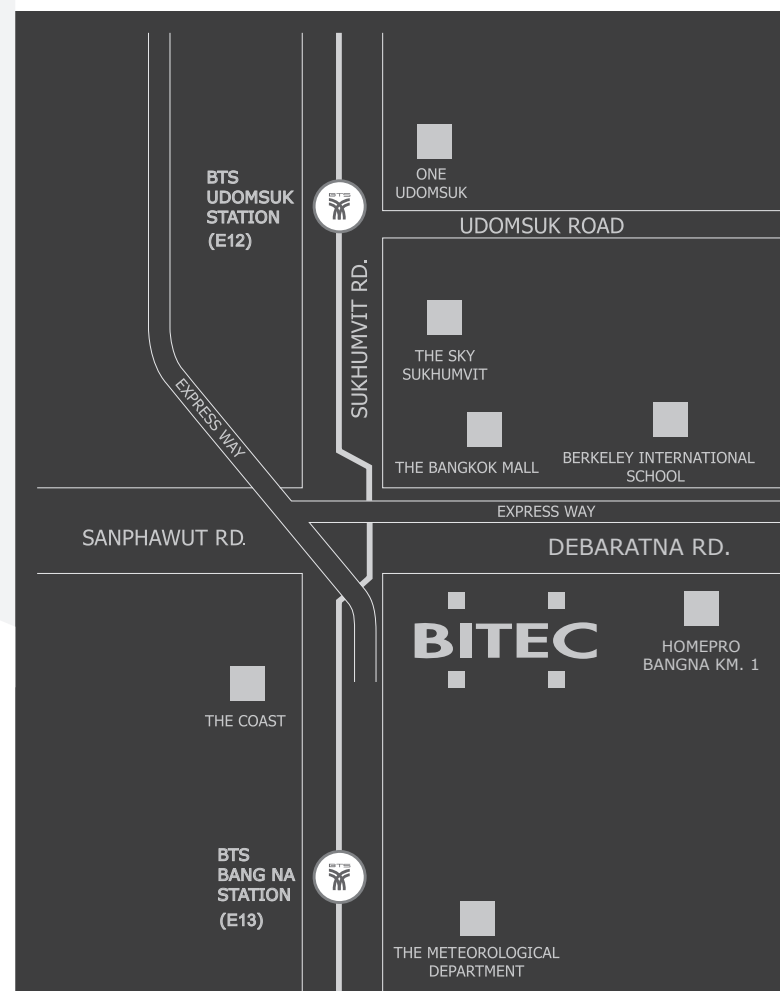 ONE
UDOMSUK
BTS
UDOMSUK
STATION
(E12)
BTS
UDOMSUK ROAD
SUKHUMVIT RD.
THE SKY
SUKHUMVIT
EXPRESS WAY
THE BANGKOK MALL
BERKELEY INTERNATIONAL
SCHOOL
EXPRESS WAY
SANPHAWUT RD.
DEBARATNA RD.
BITEC
HOMEPRO
BANGNA KM. 1
THE COAST
BTS
BANG NA
STATION
(E13)
BTS
THE METEOROLOGICAL
DEPARTMENT